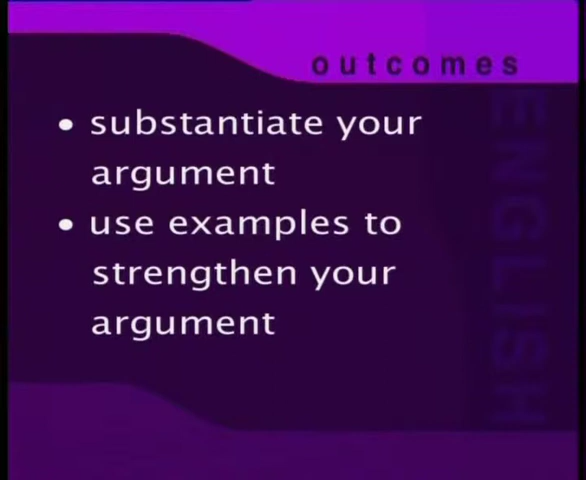 outcomes
• substantiate your
argument
• use examples to
strengthen your
argument
ENGLISH